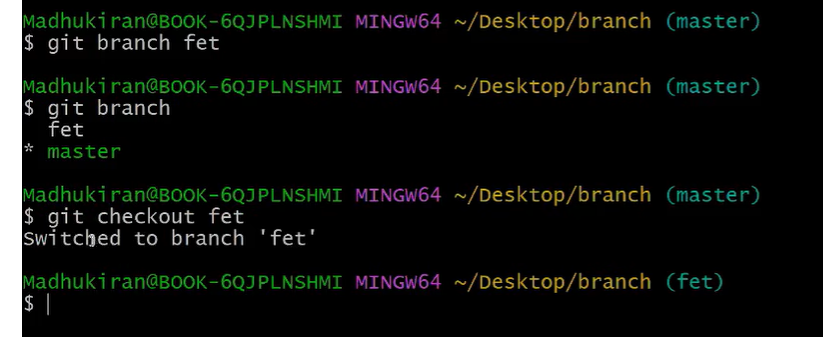 Madhukiran@BOOK-6QJPLNSHMI MINGW64 ~/Desktop/branch (master)
$ git branch fet
Madhukiran@BOOK-6QJPLNSHMI MINGW64 ~/Desktop/branch (master)
$ git branch
  fet
* master
Madhukiran@BOOK-6QJPLNSHMI MINGW64 ~/Desktop/branch (master)
$ git checkout fet
Switched to branch 'fet'
Madhukiran@BOOK-6QJPLNSHMI MINGW64 ~/Desktop/branch (fet)
$